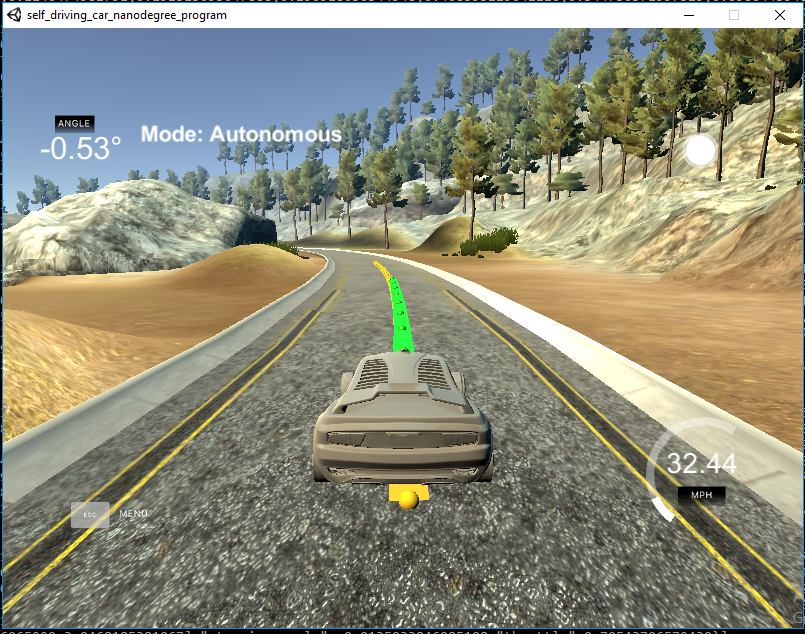 self_driving_car_nanodegree_program
ANGLE
-0.53°
Mode: Autonomous
32.44
MPH
ESC
MENU